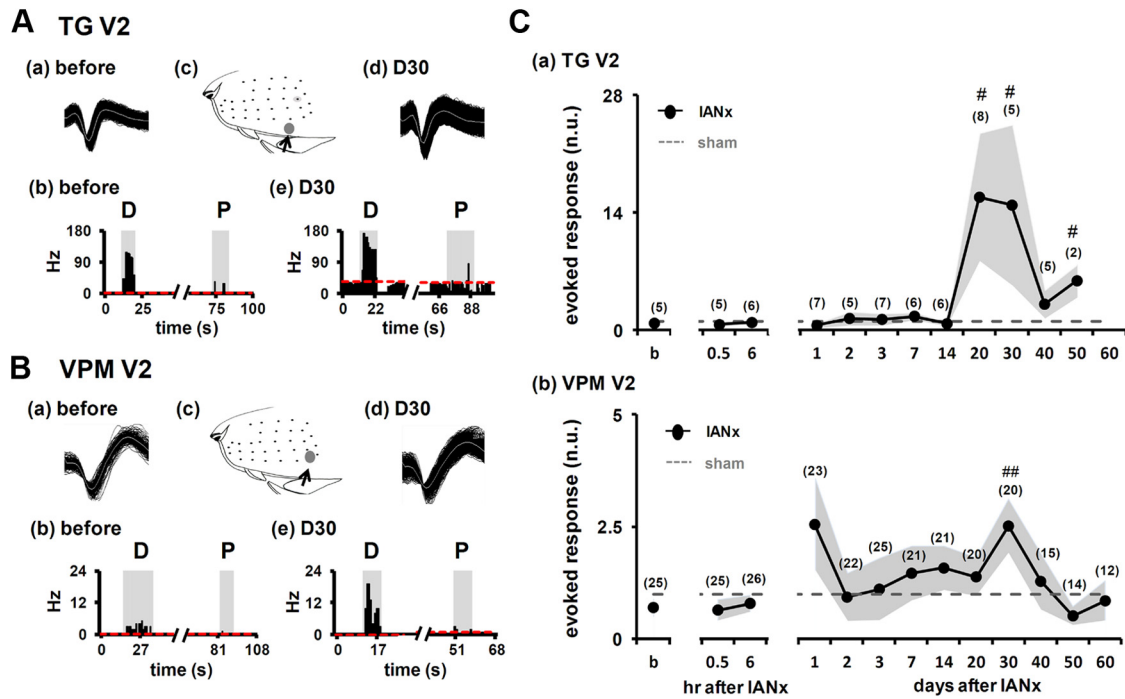 A TG V2
(a) before
(c)
(d) D30
(b) before
D P
Hz
180
90
0
0 25 75 100
time (s)
(e) D30
D P
Hz
180
90
0
0 22 66 88
time (s)
B VPM V2
(a) before
(c)
(d) D30
(b) before
D P
Hz
24
12
0
0 27 81 108
time (s)
(e) D30
D P
24
12
0
0 17 51 68
time (s)
C
(a) TG V2
evoked response (n.u.)
28
14
0
IANx
sham
# #
(8) (5)
#
(5) (2)
(5) (5) (6) (7) (5) (7) (6) (6)
b 0.5 6 1 2 3 7 14 20 30 40 50 60
(b) VPM V2
evoked response (n.u.)
5
2.5
0
IANx
sham
##
(23) (20)
(25) (25) (26) (22) (25) (21) (21) (20) (15) (14) (12)
b 0.5 6 1 2 3 7 14 20 30 40 50 60
hr after IANx days after IANx